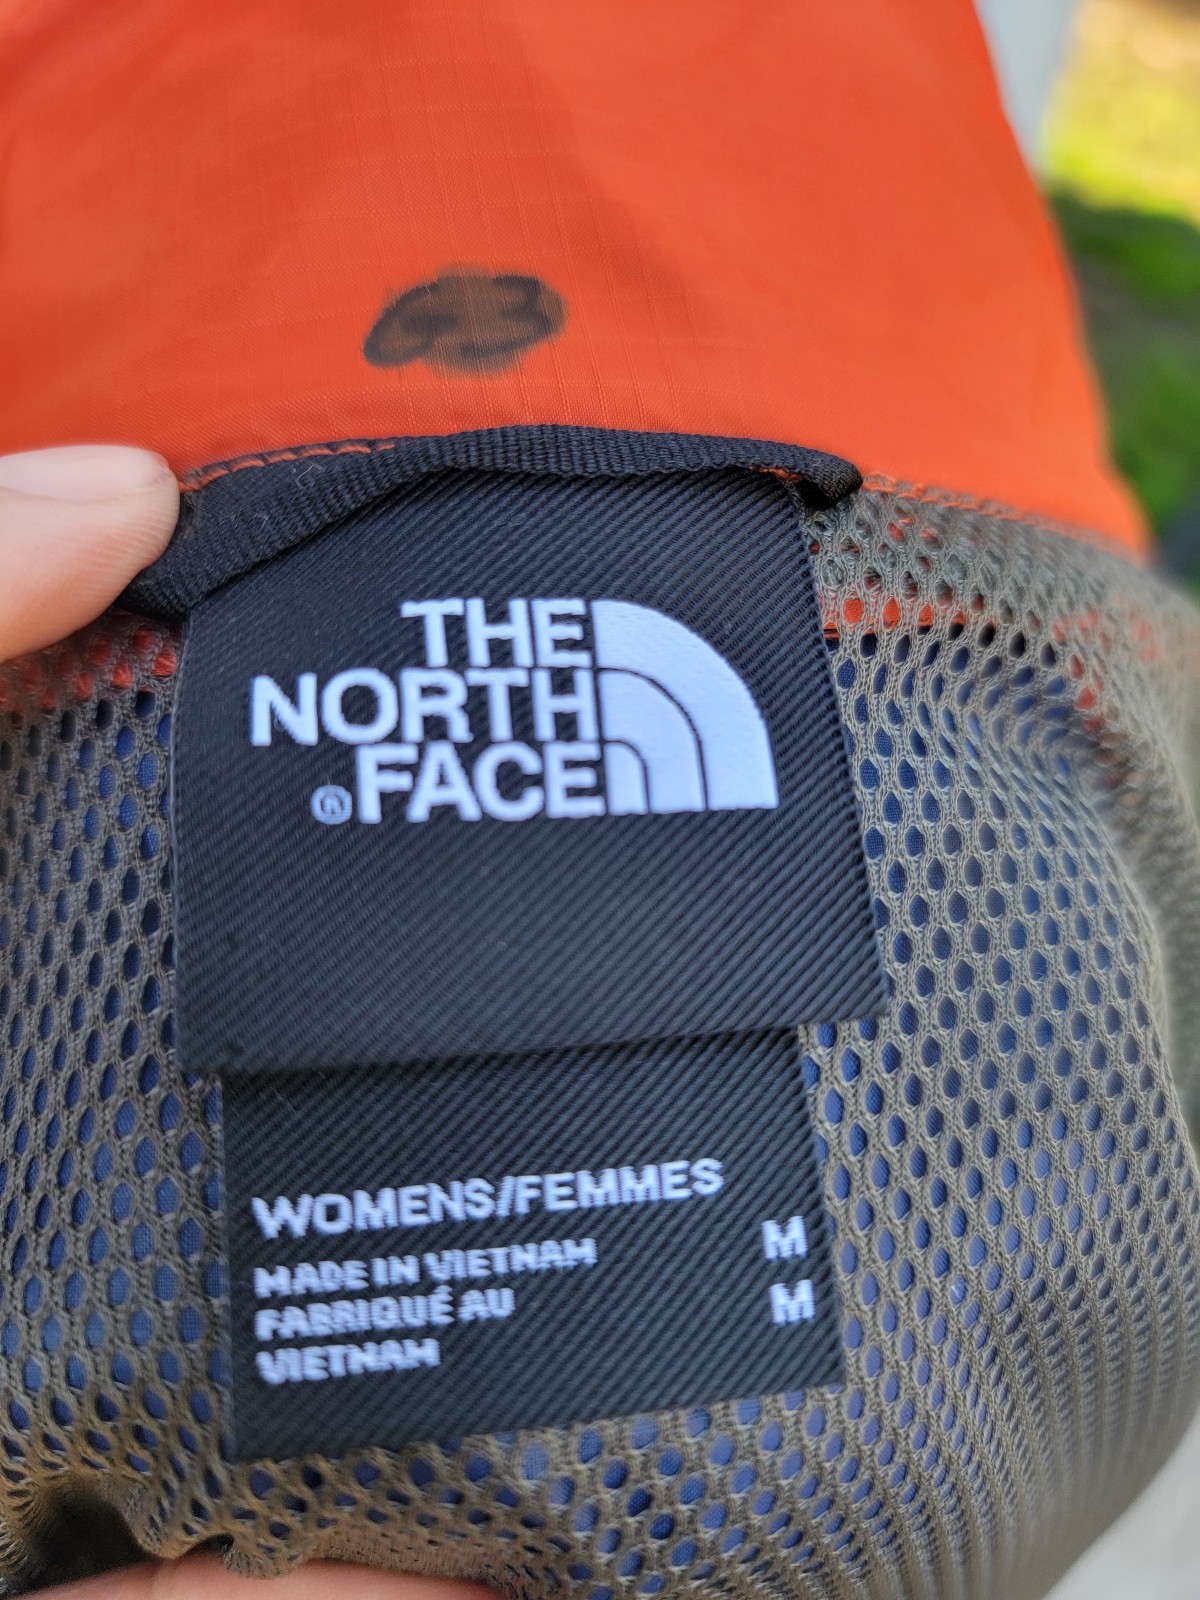 THE
NORTH
®FACE
WOMENS/FEMMES
MADE IN VIETNAM M
FABRIQUÉ AU M
VIETNAM